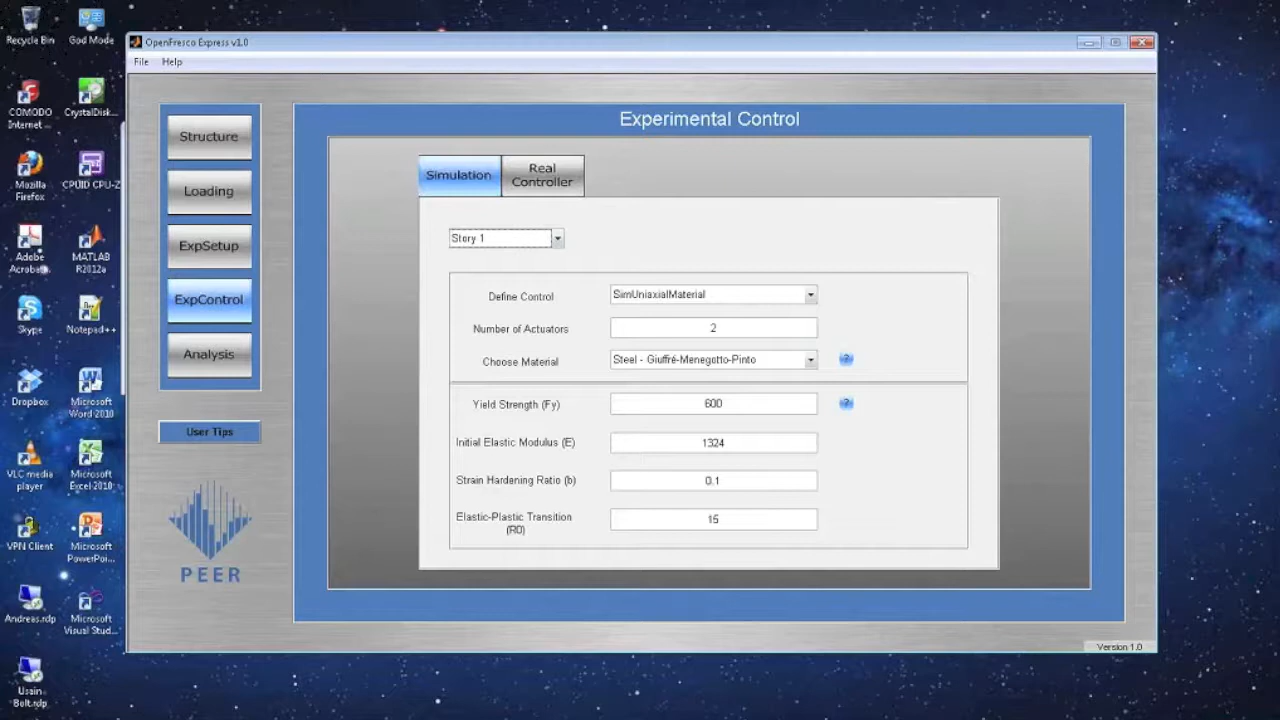 Recycle Bin
God Mode
COMODO
Internet ...
CrystalDisk...
Mozilla
Firefox
CPUID CPU-Z
Adobe
Acrobat...
MATLAB
R2012a
Skype
Notepad++
Dropbox
Microsoft
Word 2010
VLC media
player
Microsoft
Excel 2010
VPN Client
Microsoft
PowerPoi...
Andreas.rdp
Microsoft
Visual Stud...
Usain
Bolt.rdp
OpenFresco Express v1.0
File Help
Structure
Loading
ExpSetup
ExpControl
Analysis
User Tips
PEER
Experimental Control
Simulation
Real
Controller
Story 1
Define Control SimUniaxialMaterial
Number of Actuators 2
Choose Material Steel - Giuffré-Menegotto-Pinto ?
Yield Strength (Fy) 600 ?
Initial Elastic Modulus (E) 1324
Strain Hardening Ratio (b) 0.1
Elastic-Plastic Transition
(R0) 15
Version 1.0